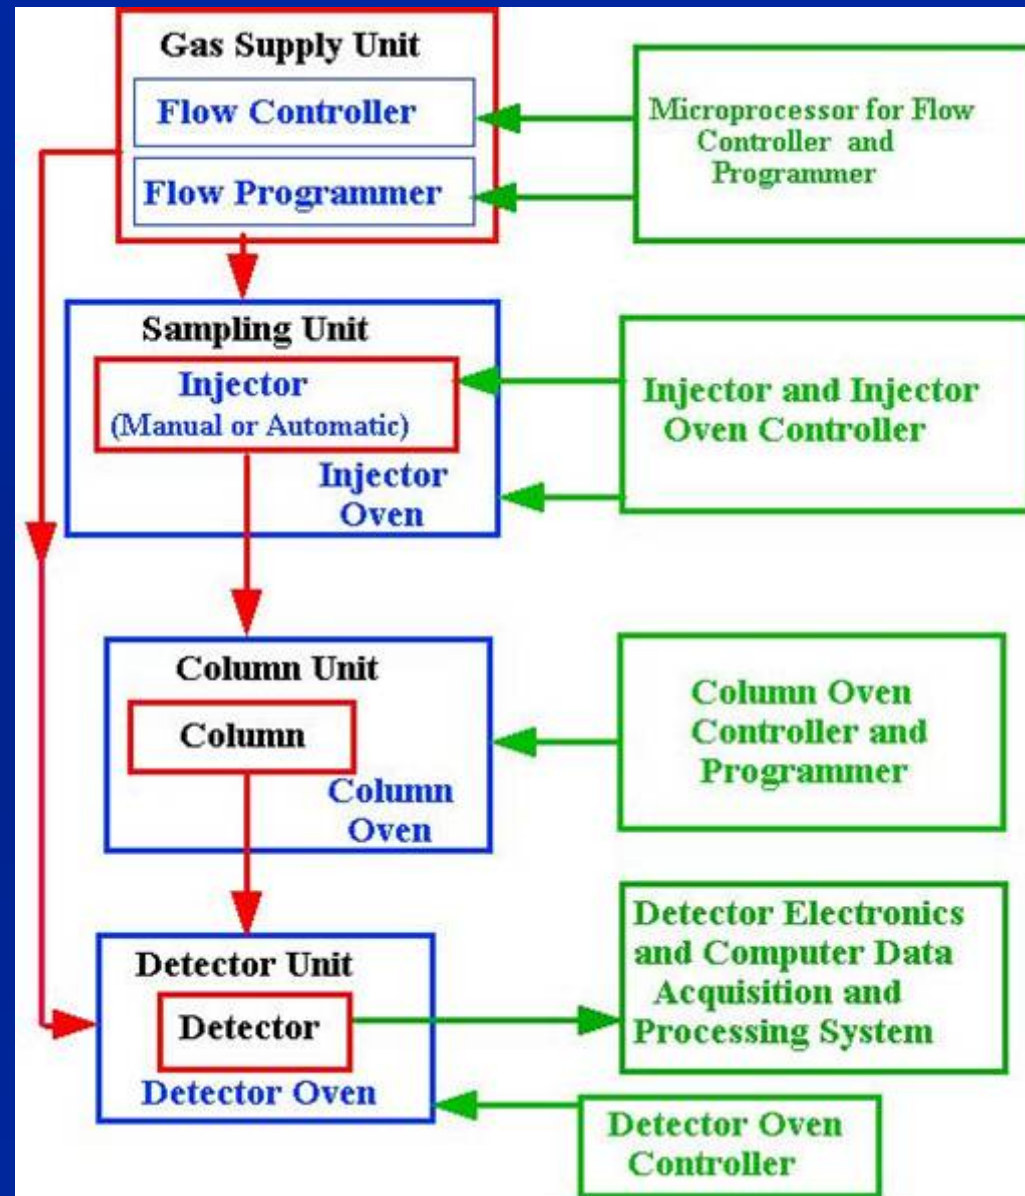 Gas Supply Unit
Flow Controller
Flow Programmer
Microprocessor for Flow
Controller and
Programmer
Sampling Unit
Injector
(Manual or Automatic)
Injector
Oven
Injector and Injector
Oven Controller
Column Unit
Column
Column
Oven
Column Oven
Controller and
Programmer
Detector Unit
Detector
Detector Oven
Detector Electronics
and Computer Data
Acquisition and
Processing System
Detector Oven
Controller